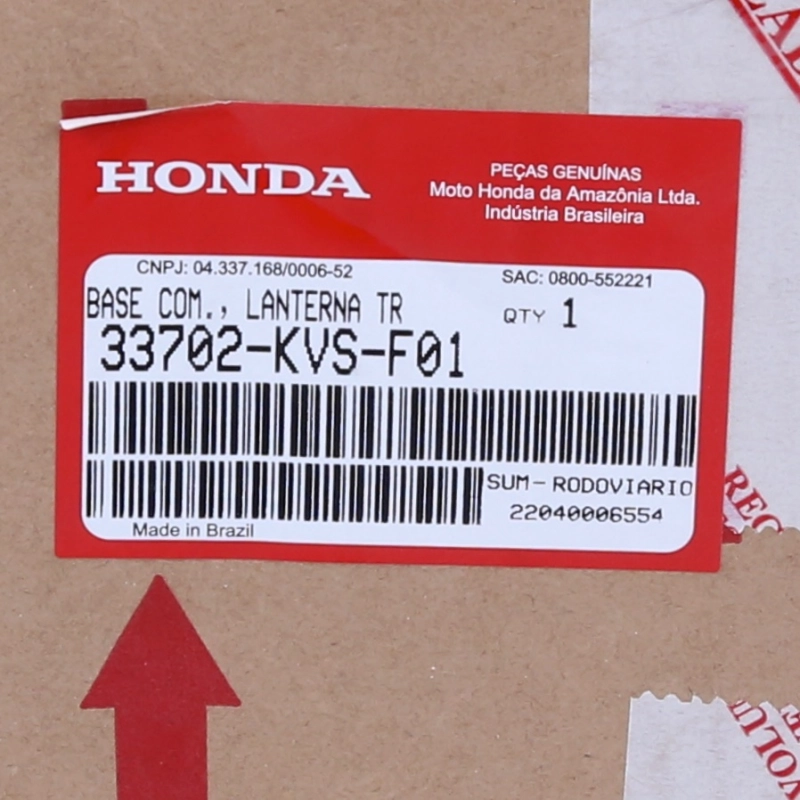 HONDA
PEÇAS GENUÍNAS
Moto Honda da Amazônia Ltda.
Indústria Brasileira
CNPJ: 04.337.168/0006-52
SAC: 0800-552221
BASE COM., LANTERNA TR
QTY 1
33702-KVS-F01
SUM-RODOVIARIO
22040006554
Made in Brazil